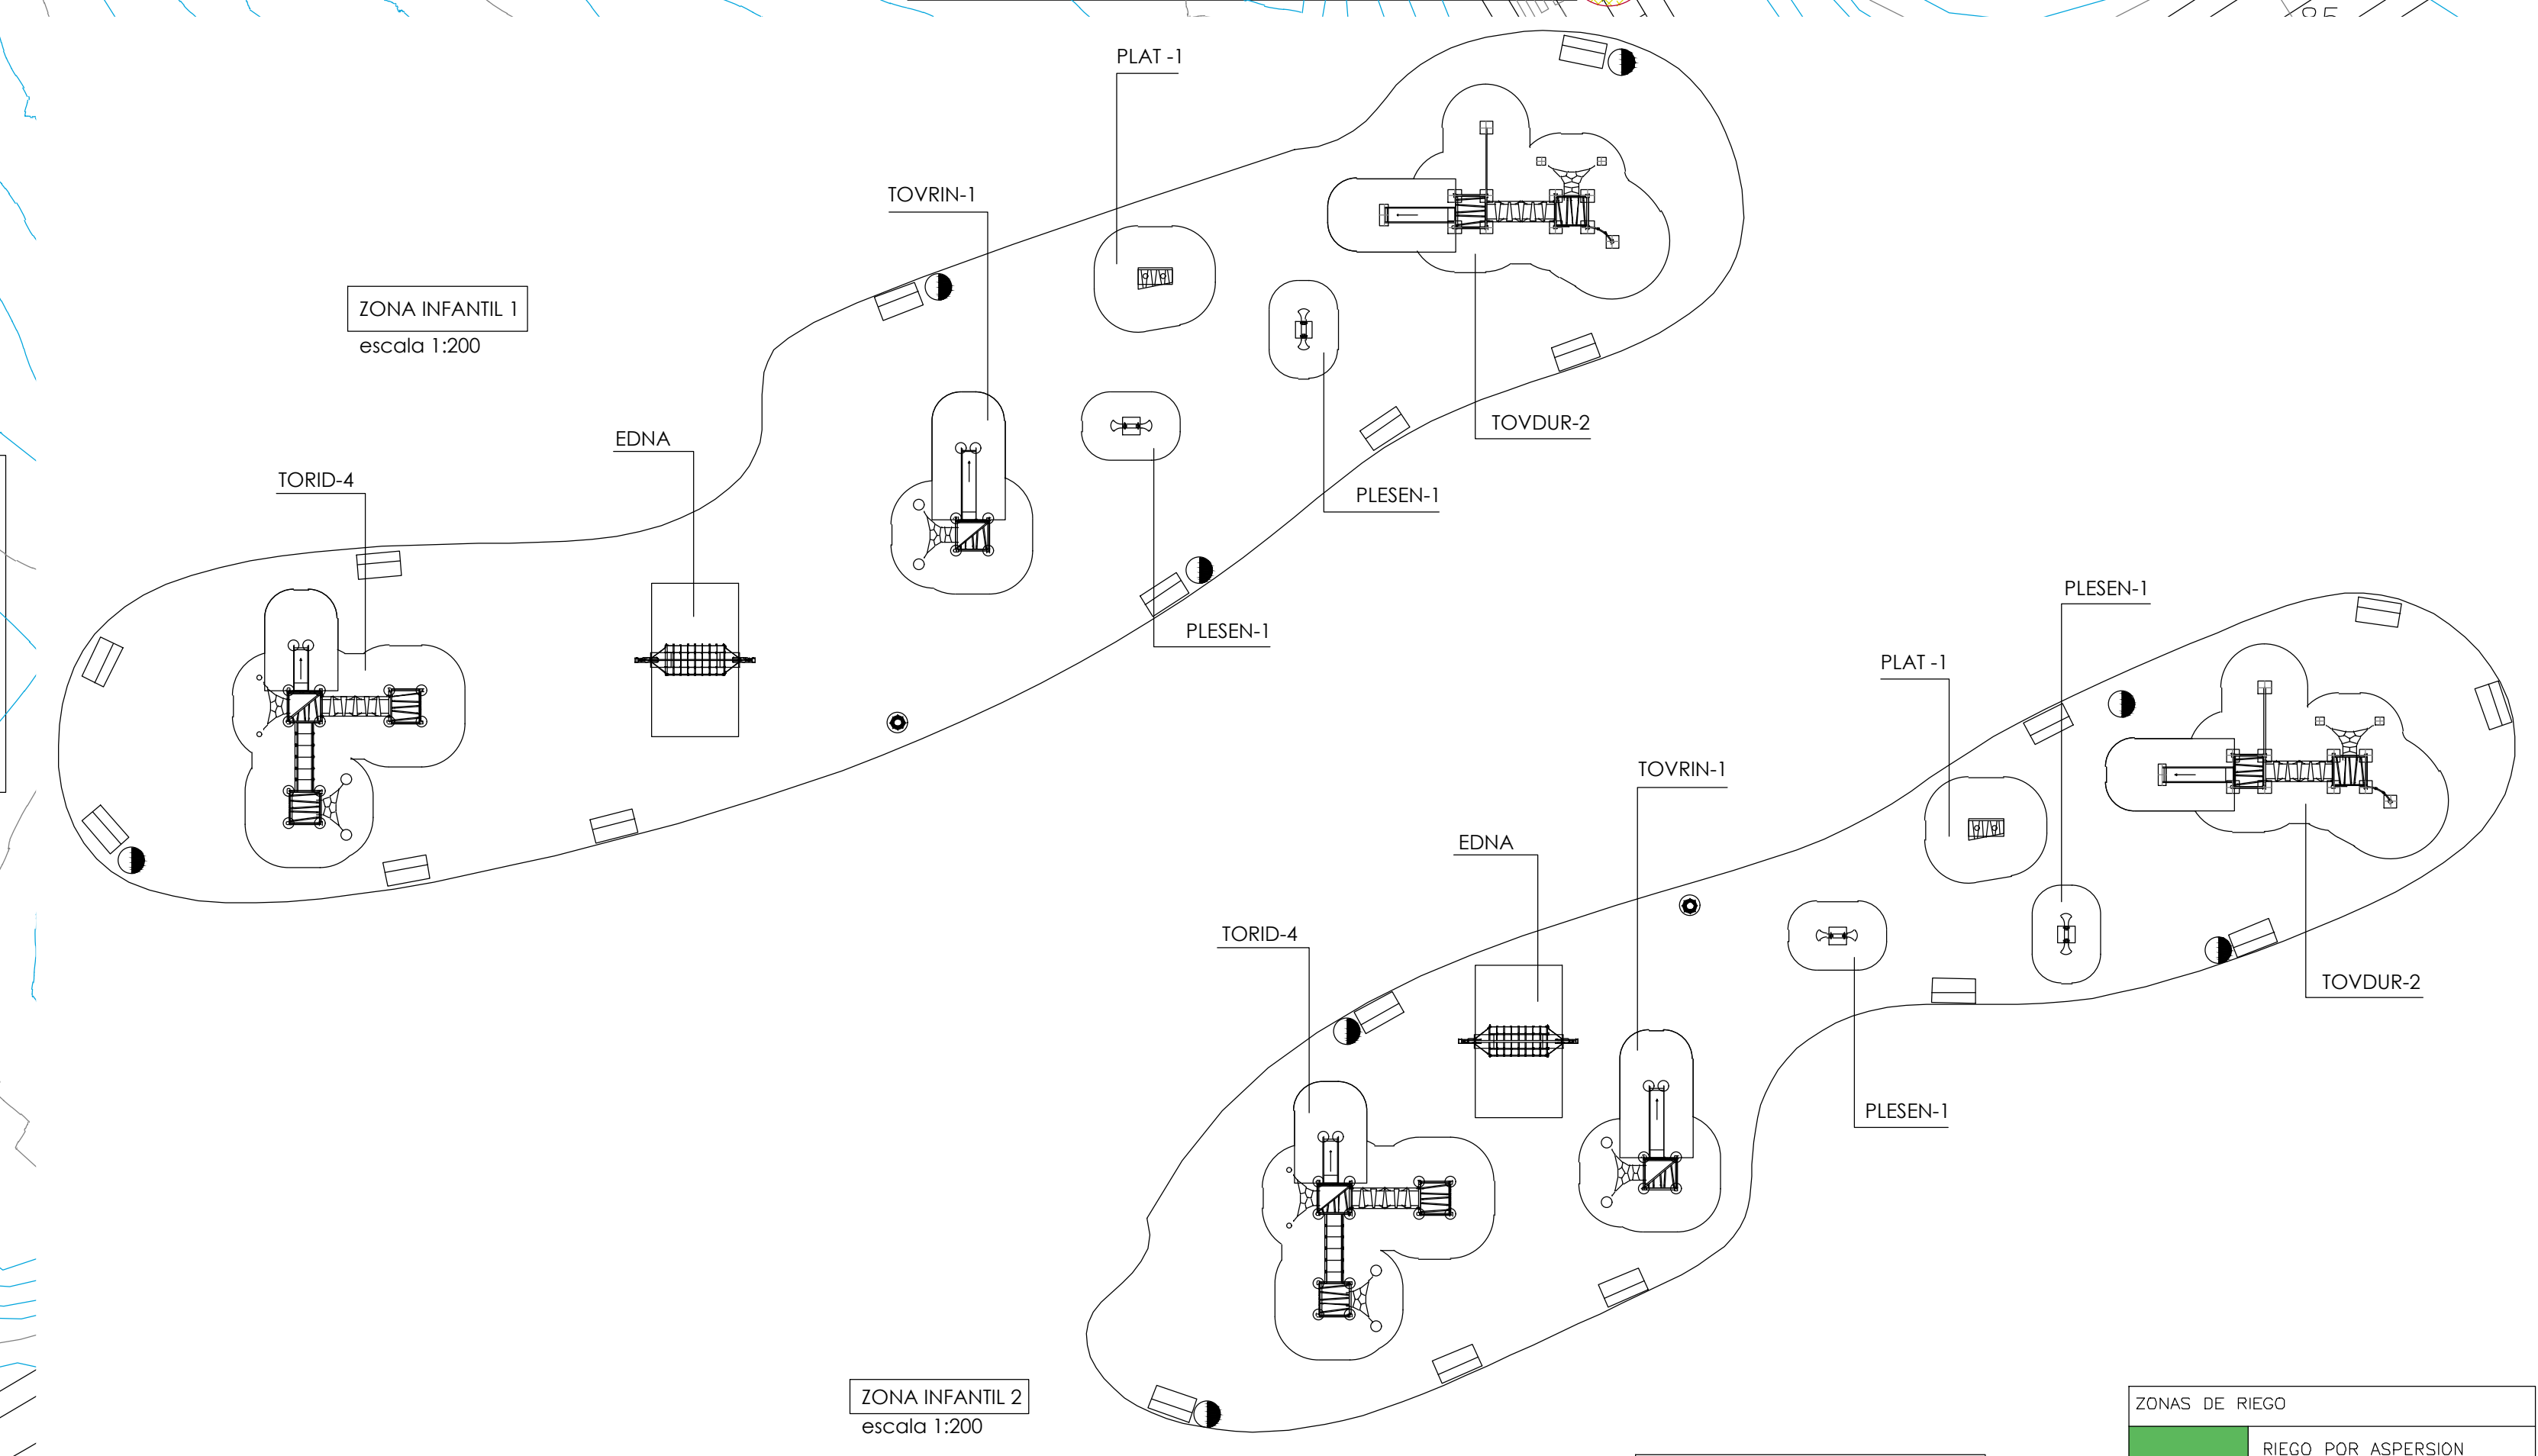 85
PLAT -1
TOVRIN-1
ZONA INFANTIL 1
escala 1:200
EDNA
TORID-4
TOVDUR-2
PLESEN-1
PLESEN-1
PLESEN-1
PLAT -1
TOVRIN-1
EDNA
TORID-4
TOVDUR-2
PLESEN-1
ZONA INFANTIL 2
escala 1:200
ZONAS DE RIEGO
RIEGO POR ASPERSION